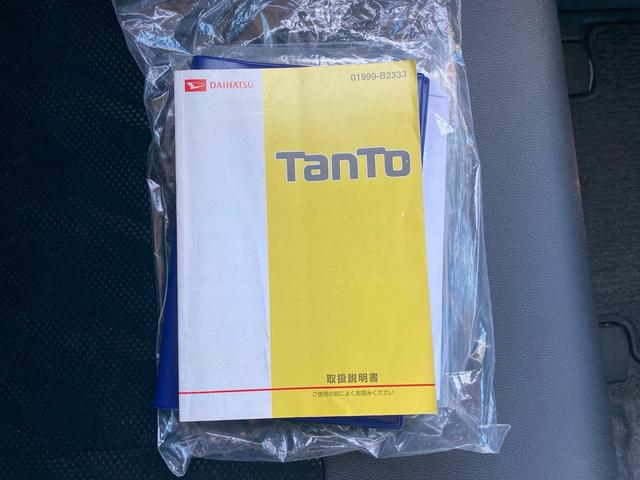 DAIHATSU
01999-B2333
TanTo
取扱説明書
ご使用の前によくお読みください